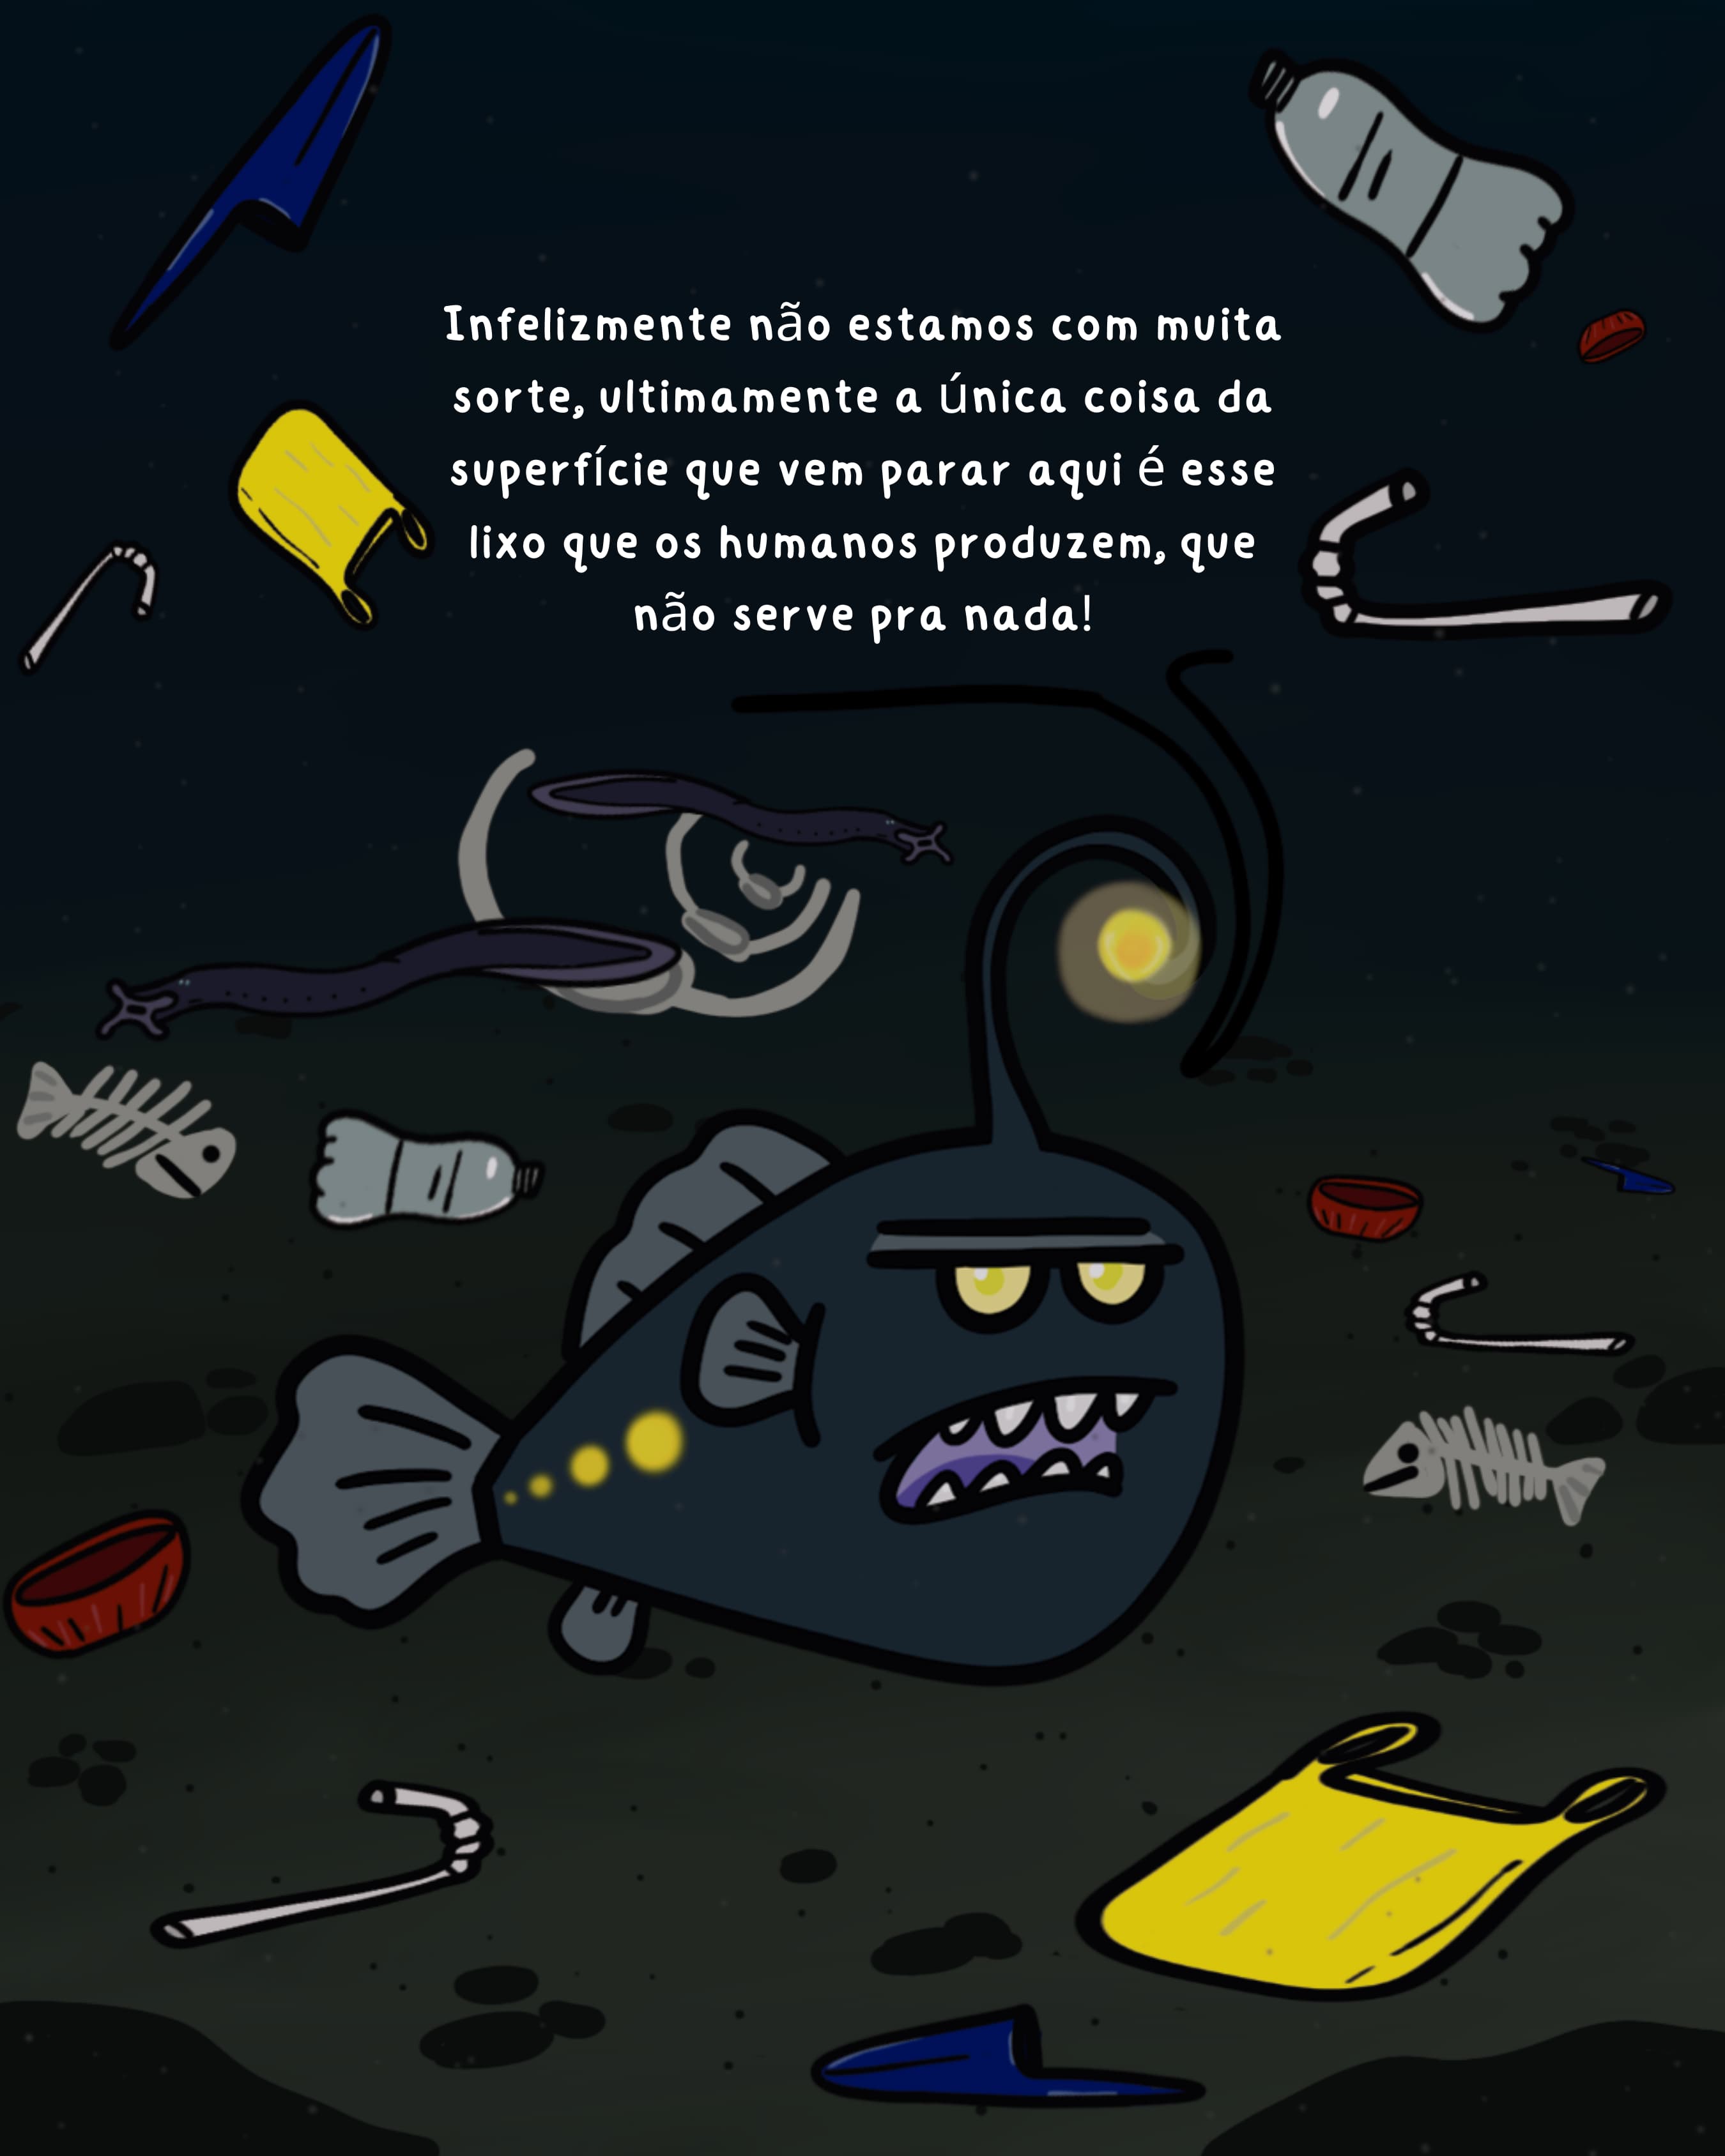 Infelizmente não estamos com muita
sorte, ultimamente a única coisa da
superfície que vem parar aqui é esse
lixo que os humanos produzem, que
não serve pra nada!